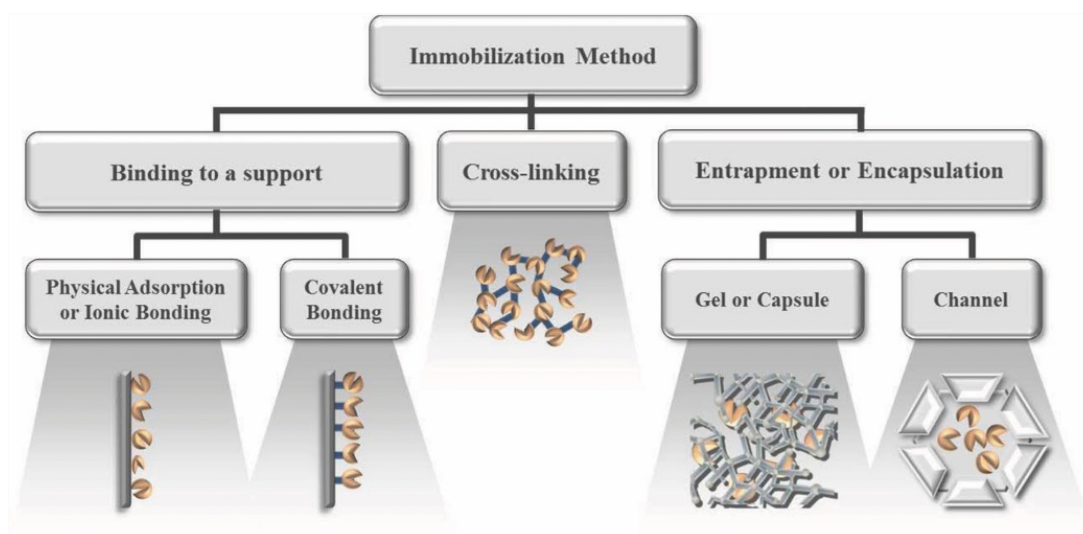 Immobilization Method
Binding to a support
Cross-linking
Entrapment or Encapsulation
Physical Adsorption
or Ionic Bonding
Covalent
Bonding
Gel or Capsule
Channel